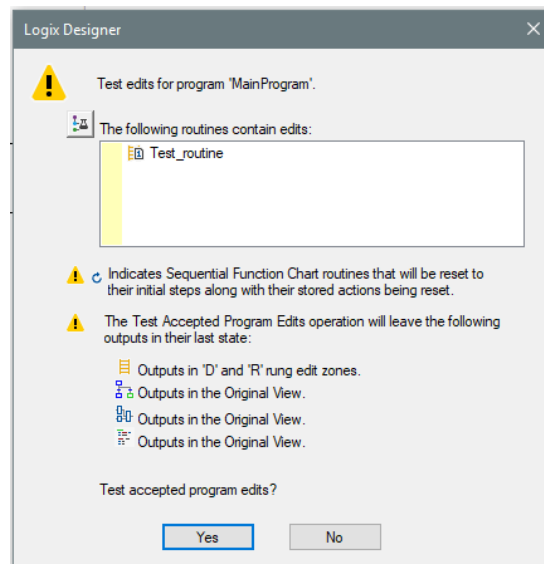 Logix Designer
Test edits for program 'MainProgram'.
The following routines contain edits:
Test_routine
Indicates Sequential Function Chart routines that will be reset to
their initial steps along with their stored actions being reset.
The Test Accepted Program Edits operation will leave the following
outputs in their last state:
Outputs in 'D' and 'R' rung edit zones.
Outputs in the Original View.
Outputs in the Original View.
Outputs in the Original View.
Test accepted program edits?
Yes
No